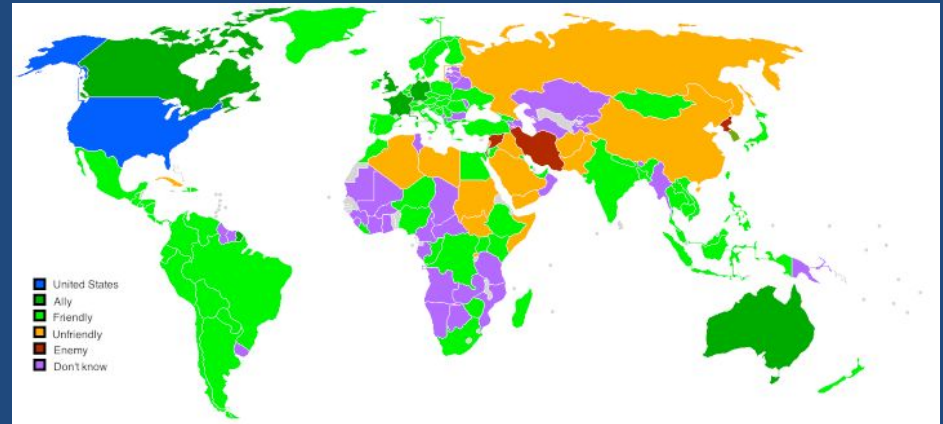 United States
Ally
Friendly
Unfriendly
Enemy
Don't know